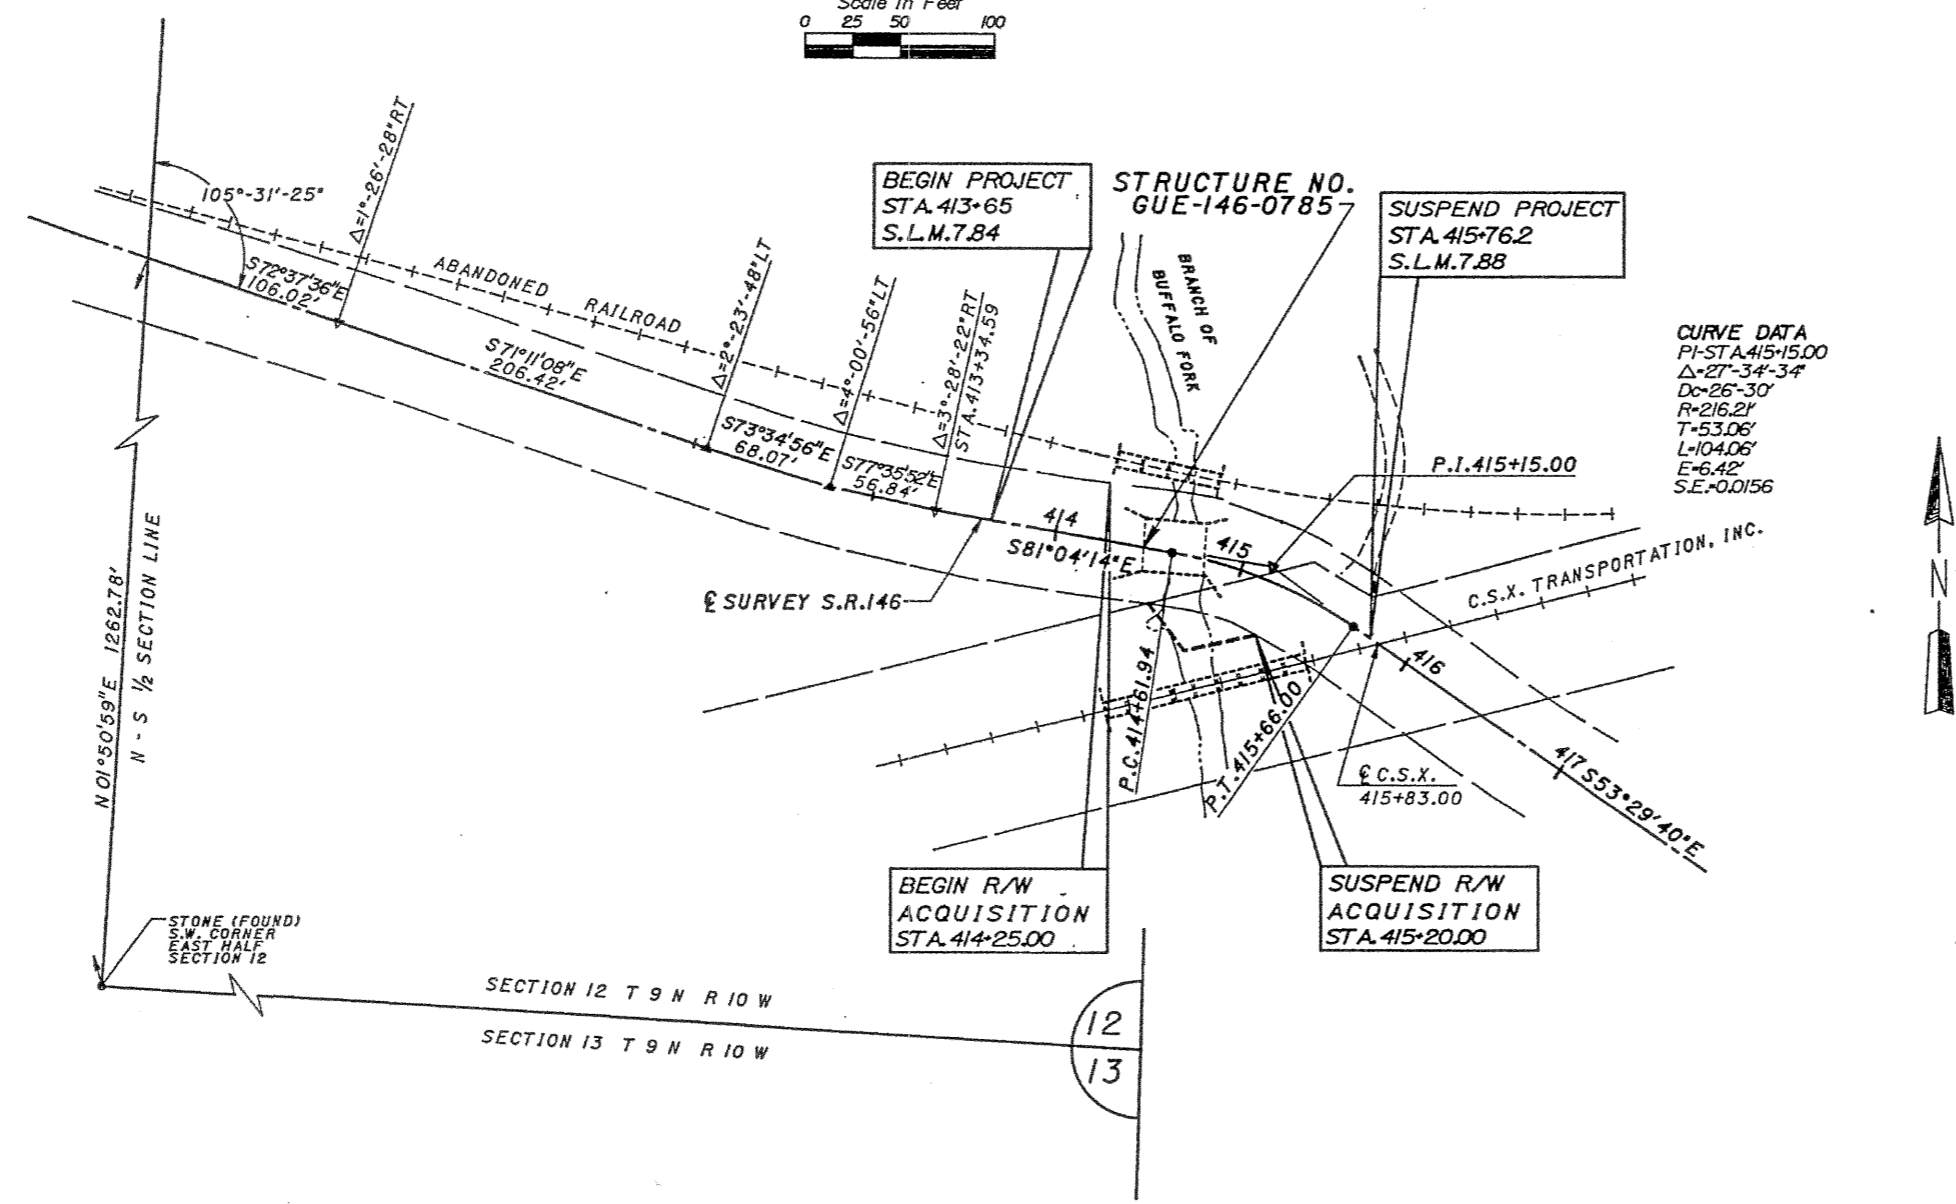 Scale in Feet
0 25 50 100
105°-31'-25"
Δ=1°-26'-28"RT
S72°37'36"E
106.02'
ABANDONED RAILROAD
S71°11'08"E
206.42'
Δ=2°-23'-48"LT
S73°34'56"E
68.07'
Δ=4°-00'-56"LT
S77°35'52"E
56.84'
Δ=3°-28'-22"RT
STA.413+34.59
BEGIN PROJECT
STA.413+65
S.L.M.7.84
STRUCTURE NO.
GUE-146-0785
BRANCH OF
BUFFALO FORK
SUSPEND PROJECT
STA.415+76.2
S.L.M.7.88
CURVE DATA
PI-STA.415+15.00
Δ=27°-34'-34"
Dc=26°-30'
R=216.21'
T=53.06'
L=104.06'
E=6.42'
S.E.=0.0156
P.I.415+15.00
414
S81°04'14"E
415
℄ SURVEY S.R.146
C.S.X. TRANSPORTATION, INC.
416
417 S53°29'40"E
P.C.414+61.94
P.T.415+66.00
℄ C.S.X.
415+83.00
N
N01°50'59"E 1262.78'
N - S ½ SECTION LINE
BEGIN R/W
ACQUISITION
STA.414+25.00
SUSPEND R/W
ACQUISITION
STA.415+20.00
STONE (FOUND)
S.W. CORNER
EAST HALF
SECTION 12
SECTION 12 T 9 N R 10 W
SECTION 13 T 9 N R 10 W
12
13